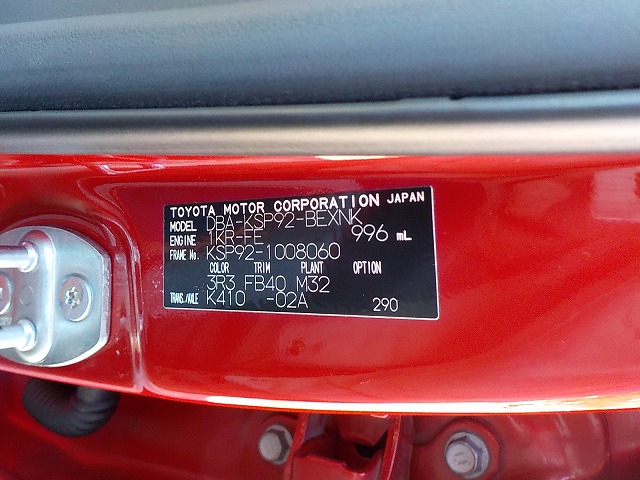 TOYOTA MOTOR CORPORATION JAPAN
MODEL DBA-KSP92-BEXNK
ENGINE 1KR-FE 996 mL
FRAME No. KSP92-1008060
COLOR TRIM PLANT OPTION
3R3 FB40 M32
TRANS./AXLE K410 -02A 290